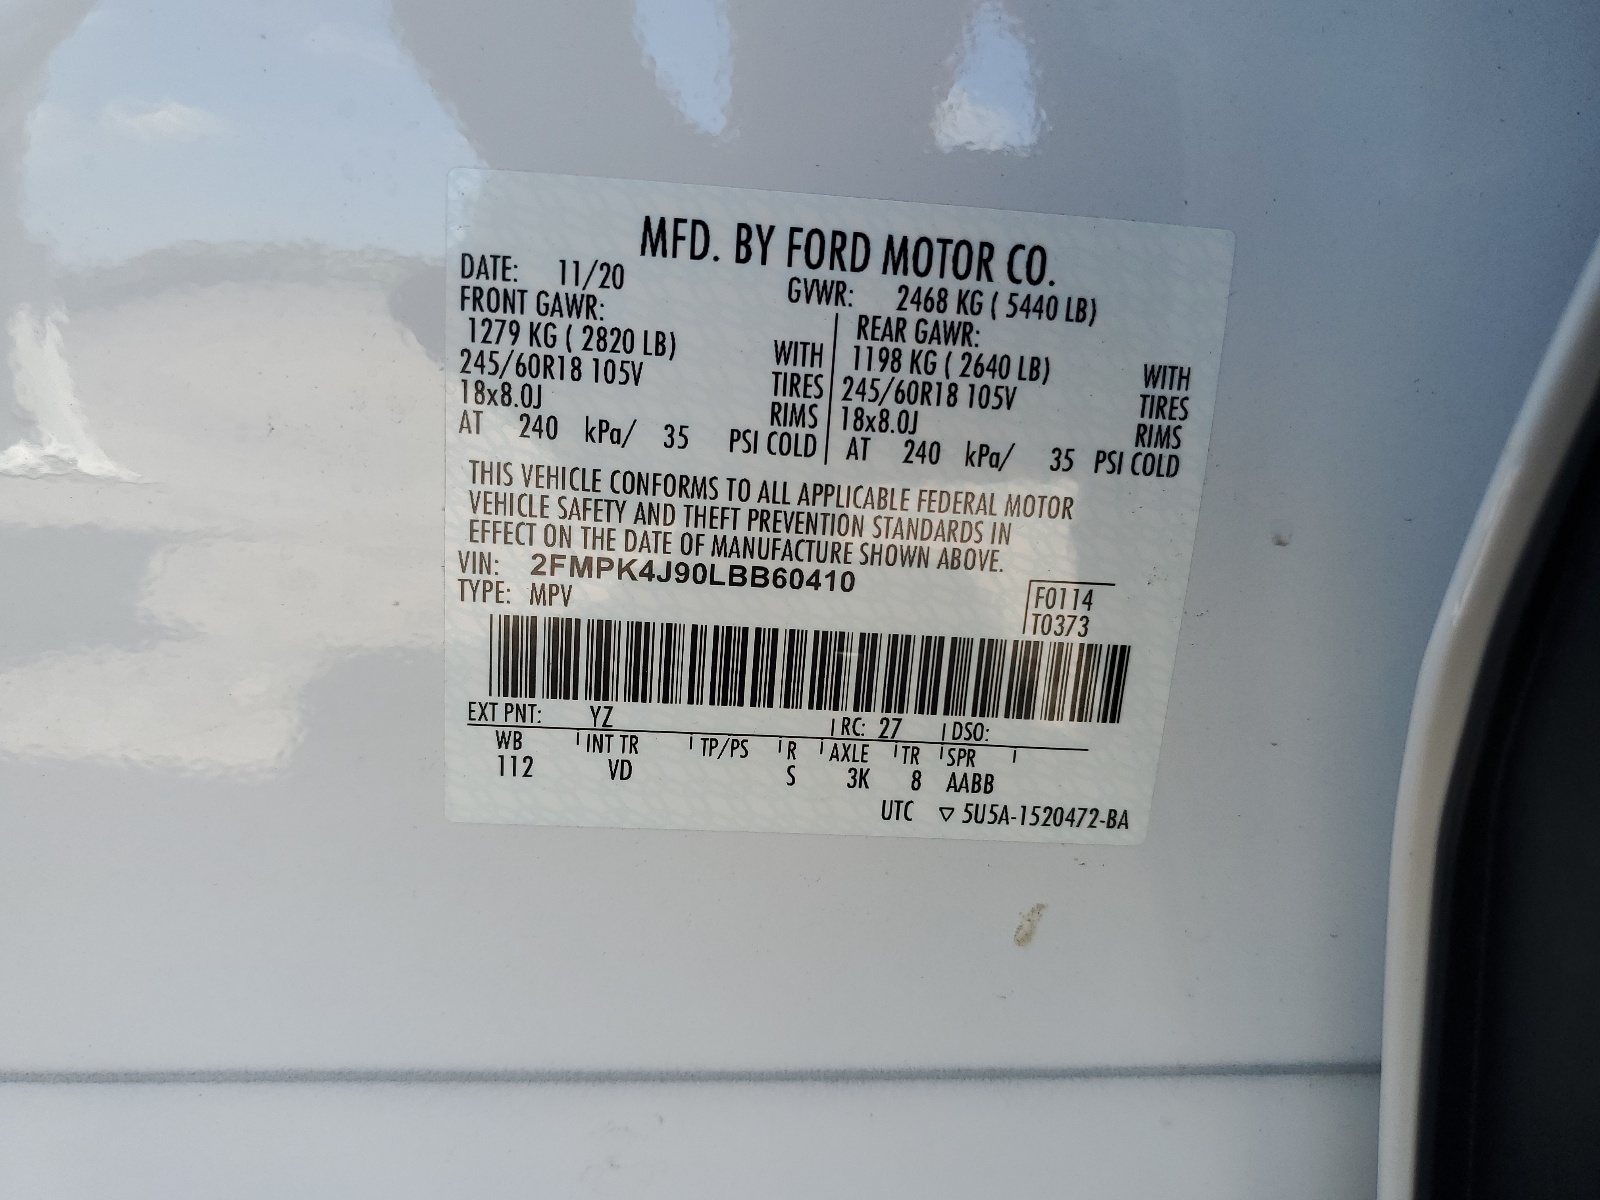 MFD. BY FORD MOTOR CO.
DATE: 11/20 GVWR: 2468 KG ( 5440 LB)
FRONT GAWR: REAR GAWR:
1279 KG ( 2820 LB) WITH 1198 KG ( 2640 LB) WITH
245/60R18 105V TIRES 245/60R18 105V TIRES
18x8.0J RIMS 18x8.0J RIMS
AT 240 kPa/ 35 PSI COLD AT 240 kPa/ 35 PSI COLD
THIS VEHICLE CONFORMS TO ALL APPLICABLE FEDERAL MOTOR
VEHICLE SAFETY AND THEFT PREVENTION STANDARDS IN
EFFECT ON THE DATE OF MANUFACTURE SHOWN ABOVE.
VIN: 2FMPK4J90LBB60410
TYPE: MPV F0114
T0373
EXT PNT: YZ RC: 27 DSO:
WB INT TR TP/PS R AXLE TR SPR
112 VD S 3K 8 AABB
UTC ▽ 5U5A-1520472-BA